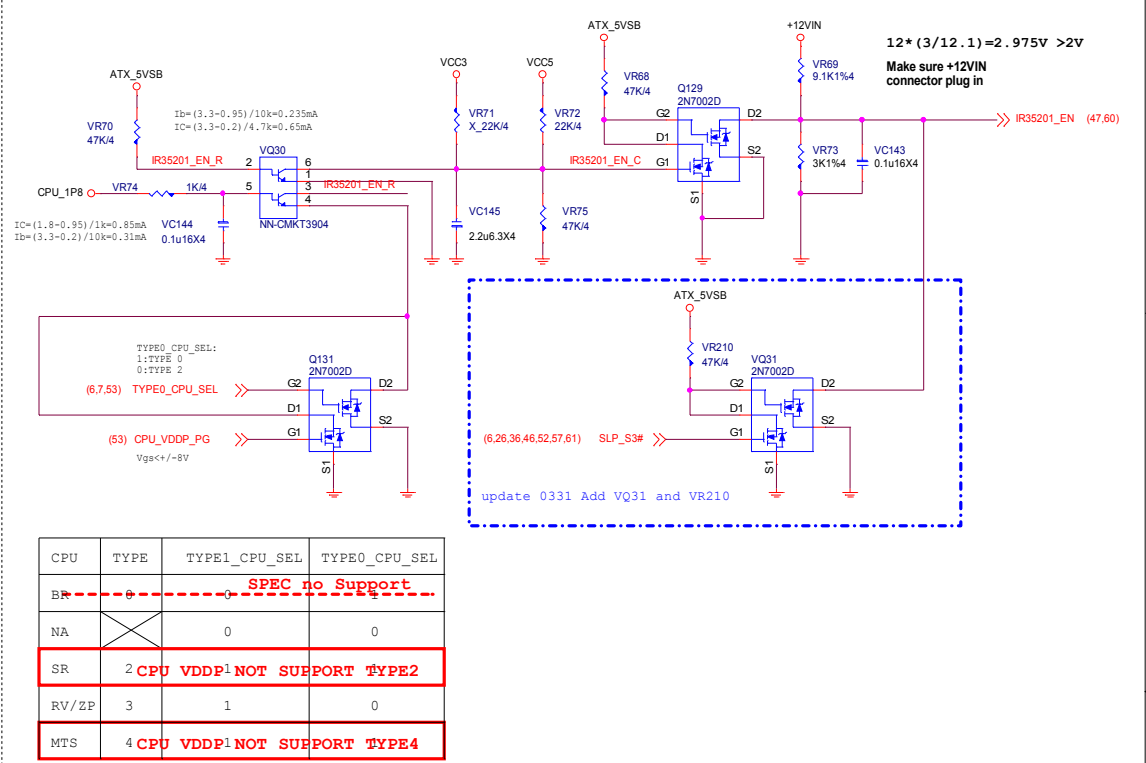 ATX_5VSB
+12VIN
12*(3/12.1)=2.975V >2V
Make sure +12VIN
connector plug in
VCC3
VCC5
ATX_5VSB
VR70
47K/4
Ib=(3.3-0.95)/10k=0.235mA
IC=(3.3-0.2)/4.7k=0.65mA
VR71
X_22K/4
VR72
22K/4
VR68
47K/4
Q129
2N7002D
VR69
9.1K1%4
G2
D2
D1
G1
S2
S1
IR35201_EN (47,60)
IR35201_EN_R
2
VQ30
6
1
IR35201_EN_C
VR73
3K1%4
VC143
0.1u16X4
CPU_1P8
VR74
1K/4
5
3
IR35201_EN_R
4
NN-CMKT3904
IC=(1.8-0.95)/1k=0.85mA
Ib=(3.3-0.2)/10k=0.31mA
VC144
0.1u16X4
VC145
2.2u6.3X4
VR75
47K/4
ATX_5VSB
VR210
47K/4
TYPE0_CPU_SEL:
1:TYPE 0
0:TYPE 2
Q131
2N7002D
(6,7,53) TYPE0_CPU_SEL
G2
D2
D1
S2
(53) CPU_VDDP_PG
G1
S1
Vgs<+/-8V
VQ31
2N7002D
G2
D2
D1
S2
(6,26,36,46,52,57,61) SLP_S3#
G1
S1
update 0331 Add VQ31 and VR210
CPU TYPE TYPE1_CPU_SEL TYPE0_CPU_SEL
SPEC no Support
BR 0 0 1
NA 0 0
SR 2 1 1
CPU VDDP NOT SUPPORT TYPE2
RV/ZP 3 1 0
MTS 4 1 1
CPU VDDP NOT SUPPORT TYPE4